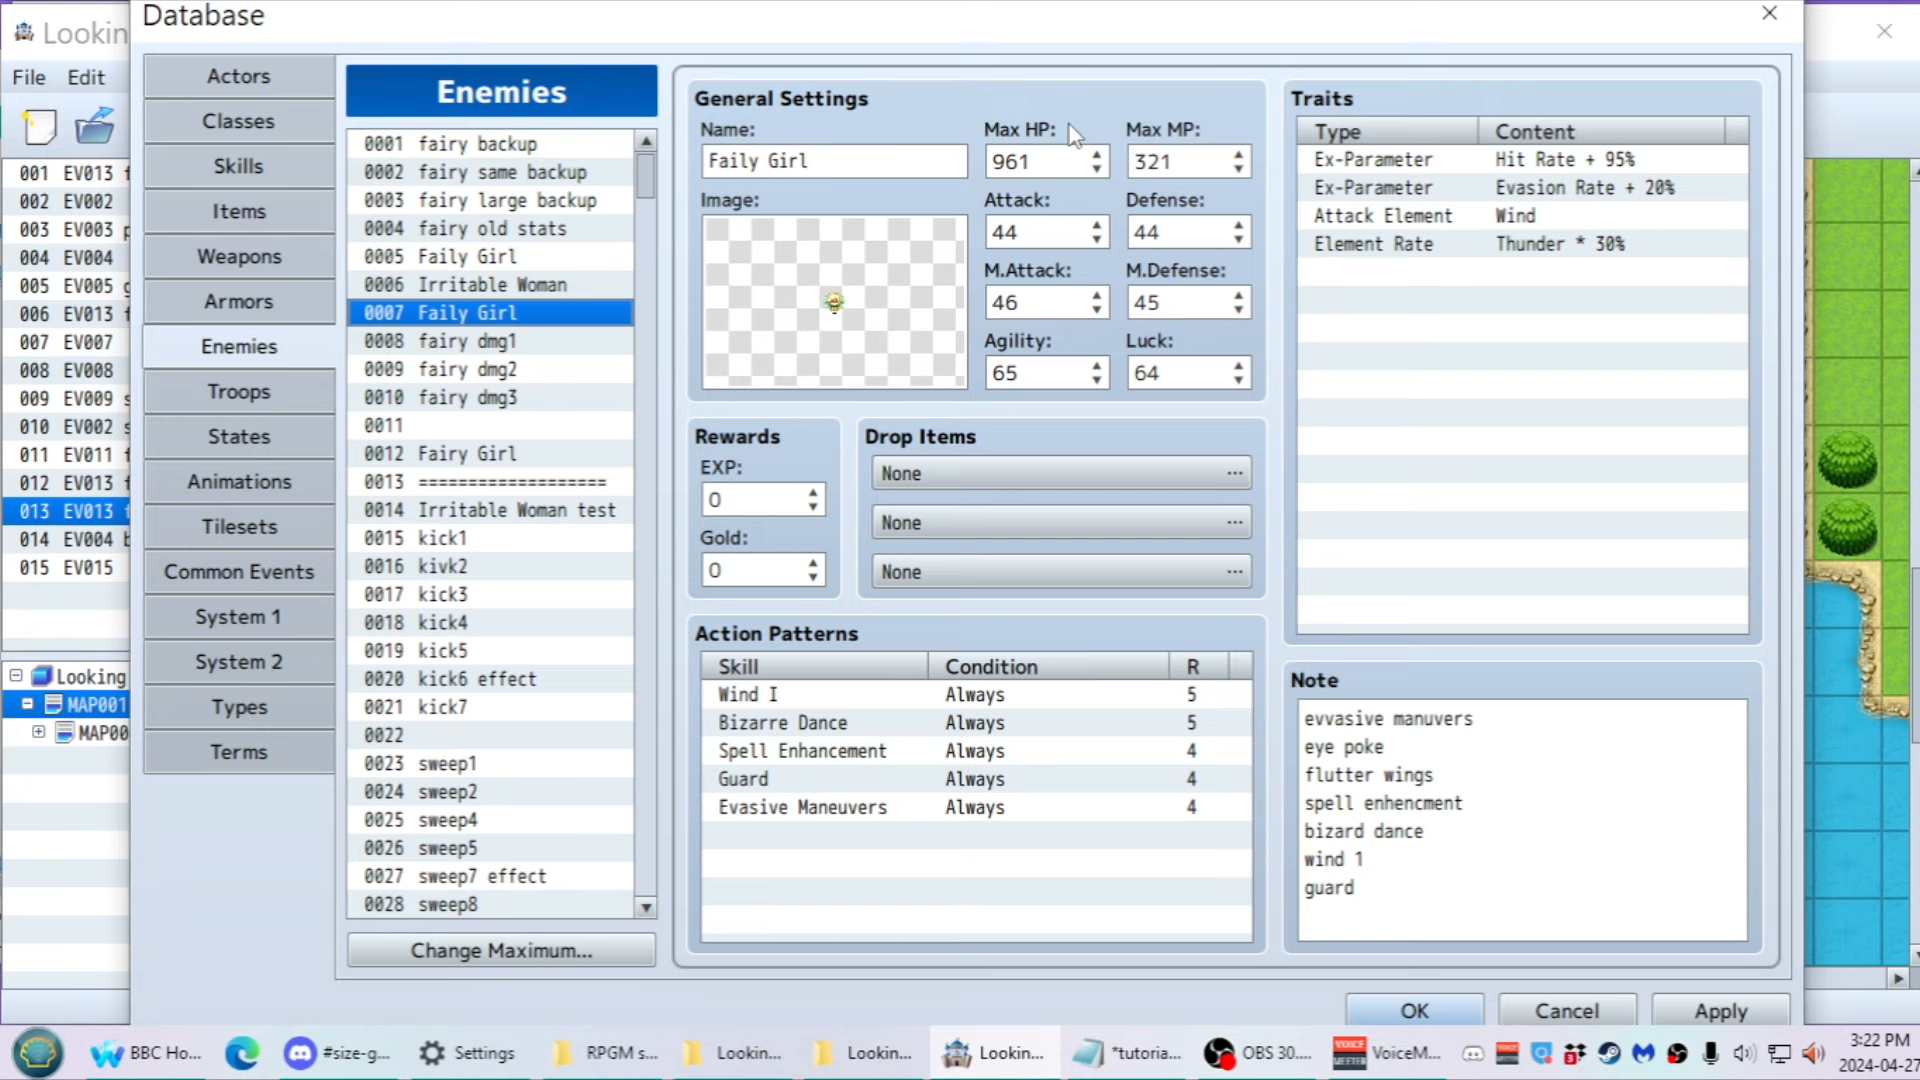 Database
Lookin
File Edit
001 EV013 f
002 EV002
003 EV003 p
004 EV004
005 EV005 g
006 EV013 f
007 EV007
008 EV008
009 EV009 s
010 EV002 s
011 EV011 f
012 EV013 f
013 EV013 f
014 EV004 b
015 EV015
Looking
MAP001
MAP00
Actors
Classes
Skills
Items
Weapons
Armors
Enemies
Troops
States
Animations
Tilesets
Common Events
System 1
System 2
Types
Terms
Enemies
0001 fairy backup
0002 fairy same backup
0003 fairy large backup
0004 fairy old stats
0005 Faily Girl
0006 Irritable Woman
0007 Faily Girl
0008 fairy dmg1
0009 fairy dmg2
0010 fairy dmg3
0011
0012 Fairy Girl
0013 ===================
0014 Irritable Woman test
0015 kick1
0016 kivk2
0017 kick3
0018 kick4
0019 kick5
0020 kick6 effect
0021 kick7
0022
0023 sweep1
0024 sweep2
0025 sweep4
0026 sweep5
0027 sweep7 effect
0028 sweep8
Change Maximum...
General Settings
Name:
Faily Girl
Image:
Max HP: Max MP:
961 321
Attack: Defense:
44 44
M.Attack: M.Defense:
46 45
Agility: Luck:
65 64
Rewards
EXP:
0
Gold:
0
Drop Items
None ...
None ...
None ...
Action Patterns
Skill Condition R
Wind I Always 5
Bizarre Dance Always 5
Spell Enhancement Always 4
Guard Always 4
Evasive Maneuvers Always 4
Traits
Type Content
Ex-Parameter Hit Rate + 95%
Ex-Parameter Evasion Rate + 20%
Attack Element Wind
Element Rate Thunder * 30%
Note
evvasive manuvers
eye poke
flutter wings
spell enhencment
bizard dance
wind 1
guard
OK Cancel Apply
BBC Ho... #size-g... Settings RPGM s... Lookin... Lookin... Lookin... *tutoria... OBS 30.... VoiceM...
3:22 PM
2024-04-27